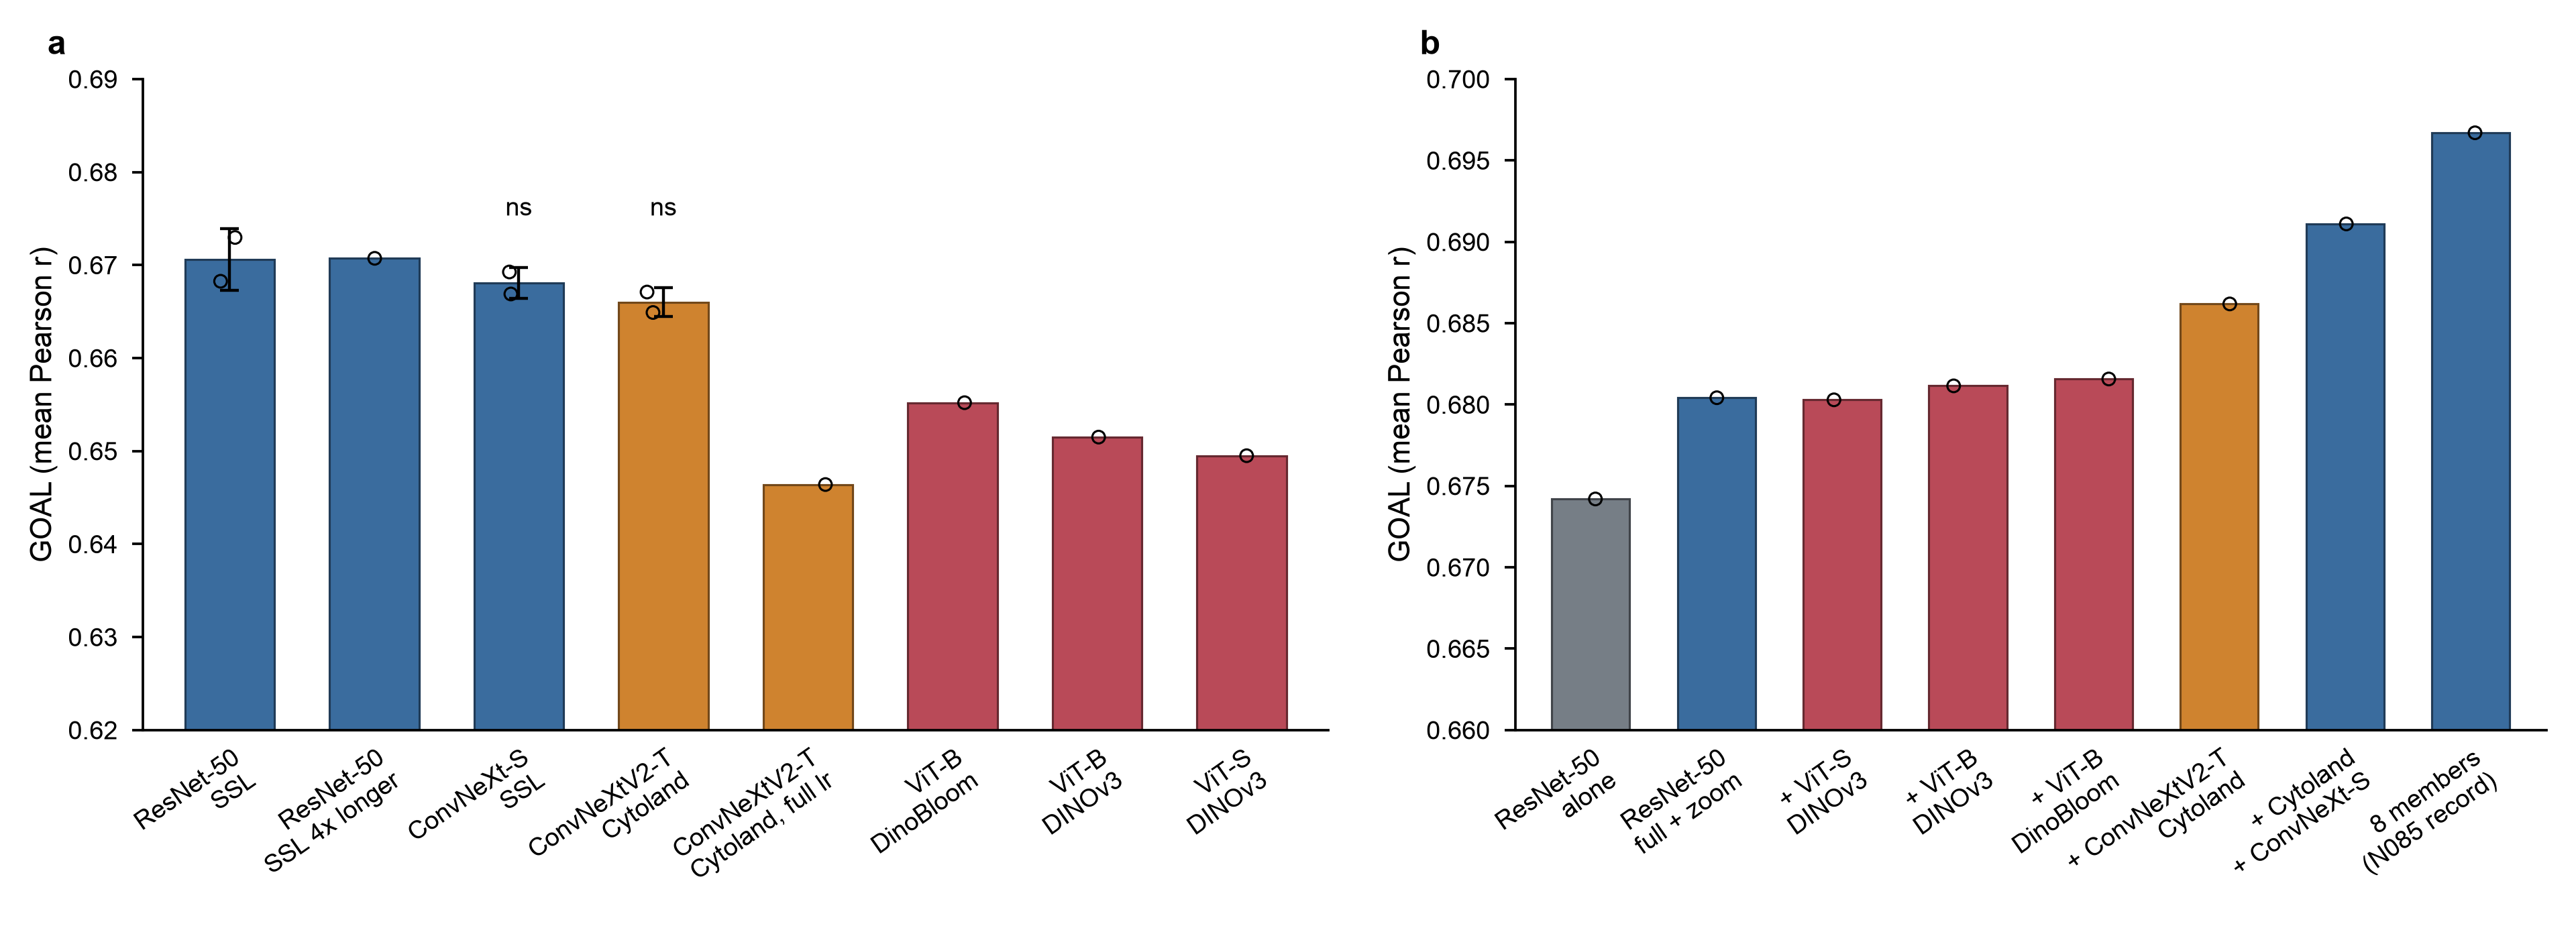 a
GOAL (mean Pearson r)
0.69
0.68
0.67
0.66
0.65
0.64
0.63
0.62
ns
ns
ResNet-50
SSL
ResNet-50
SSL 4x longer
ConvNeXt-S
SSL
ConvNeXtV2-T
Cytoland
ConvNeXtV2-T
Cytoland, full lr
ViT-B
DinoBloom
ViT-B
DINOv3
ViT-S
DINOv3
b
GOAL (mean Pearson r)
0.700
0.695
0.690
0.685
0.680
0.675
0.670
0.665
0.660
ResNet-50
alone
ResNet-50
full + zoom
+ ViT-S
DINOv3
+ ViT-B
DINOv3
+ ViT-B
DinoBloom
+ ConvNeXtV2-T
Cytoland
+ Cytoland
+ ConvNeXt-S
8 members
(N085 record)